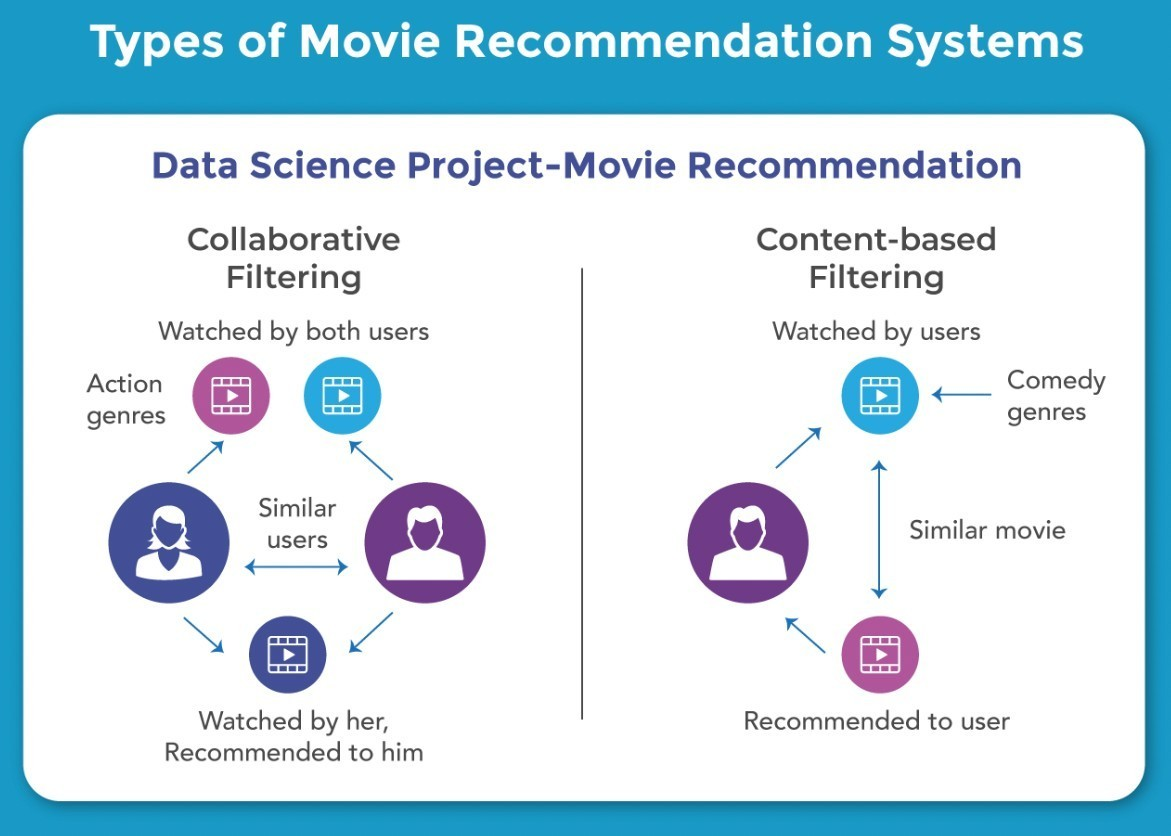 Types of Movie Recommendation Systems
Data Science Project-Movie Recommendation
Collaborative
Filtering
Watched by both users
Action
genres
Similar
users
Watched by her,
Recommended to him
Content-based
Filtering
Watched by users
Comedy
genres
Similar movie
Recommended to user